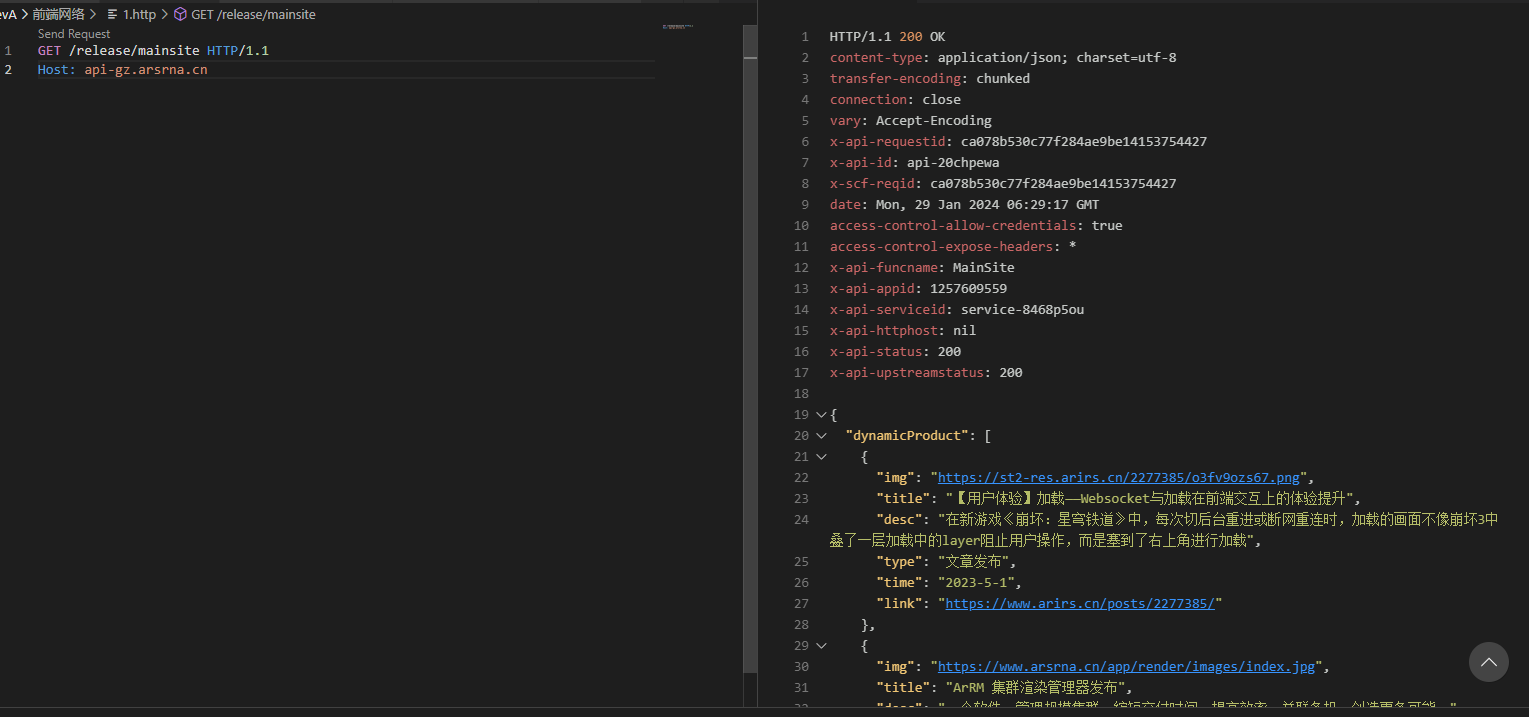 evA > 前端网络 > 1.http > GET /release/mainsite
Send Request
1 GET /release/mainsite HTTP/1.1
2 Host: api-gz.arsrna.cn
1 HTTP/1.1 200 OK
2 content-type: application/json; charset=utf-8
3 transfer-encoding: chunked
4 connection: close
5 vary: Accept-Encoding
6 x-api-requestid: ca078b530c77f284ae9be14153754427
7 x-api-id: api-20chpewa
8 x-scf-reqid: ca078b530c77f284ae9be14153754427
9 date: Mon, 29 Jan 2024 06:29:17 GMT
10 access-control-allow-credentials: true
11 access-control-expose-headers: *
12 x-api-funcname: MainSite
13 x-api-appid: 1257609559
14 x-api-serviceid: service-8468p5ou
15 x-api-httphost: nil
16 x-api-status: 200
17 x-api-upstreamstatus: 200
18
19 {
20 "dynamicProduct": [
21 {
22 "img": "https://st2-res.arirs.cn/2277385/o3fv9ozs67.png",
23 "title": "【用户体验】加载——Websocket与加载在前端交互上的体验提升",
24 "desc": "在新游戏《崩坏：星穹铁道》中，每次切后台重进或断网重连时，加载的画面不像崩坏3中
叠了一层加载中的layer阻止用户操作，而是塞到了右上角进行加载",
25 "type": "文章发布",
26 "time": "2023-5-1",
27 "link": "https://www.arirs.cn/posts/2277385/"
28 },
29 {
30 "img": "https://www.arsrna.cn/app/render/images/index.jpg",
31 "title": "ArRM 集群渲染管理器发布",